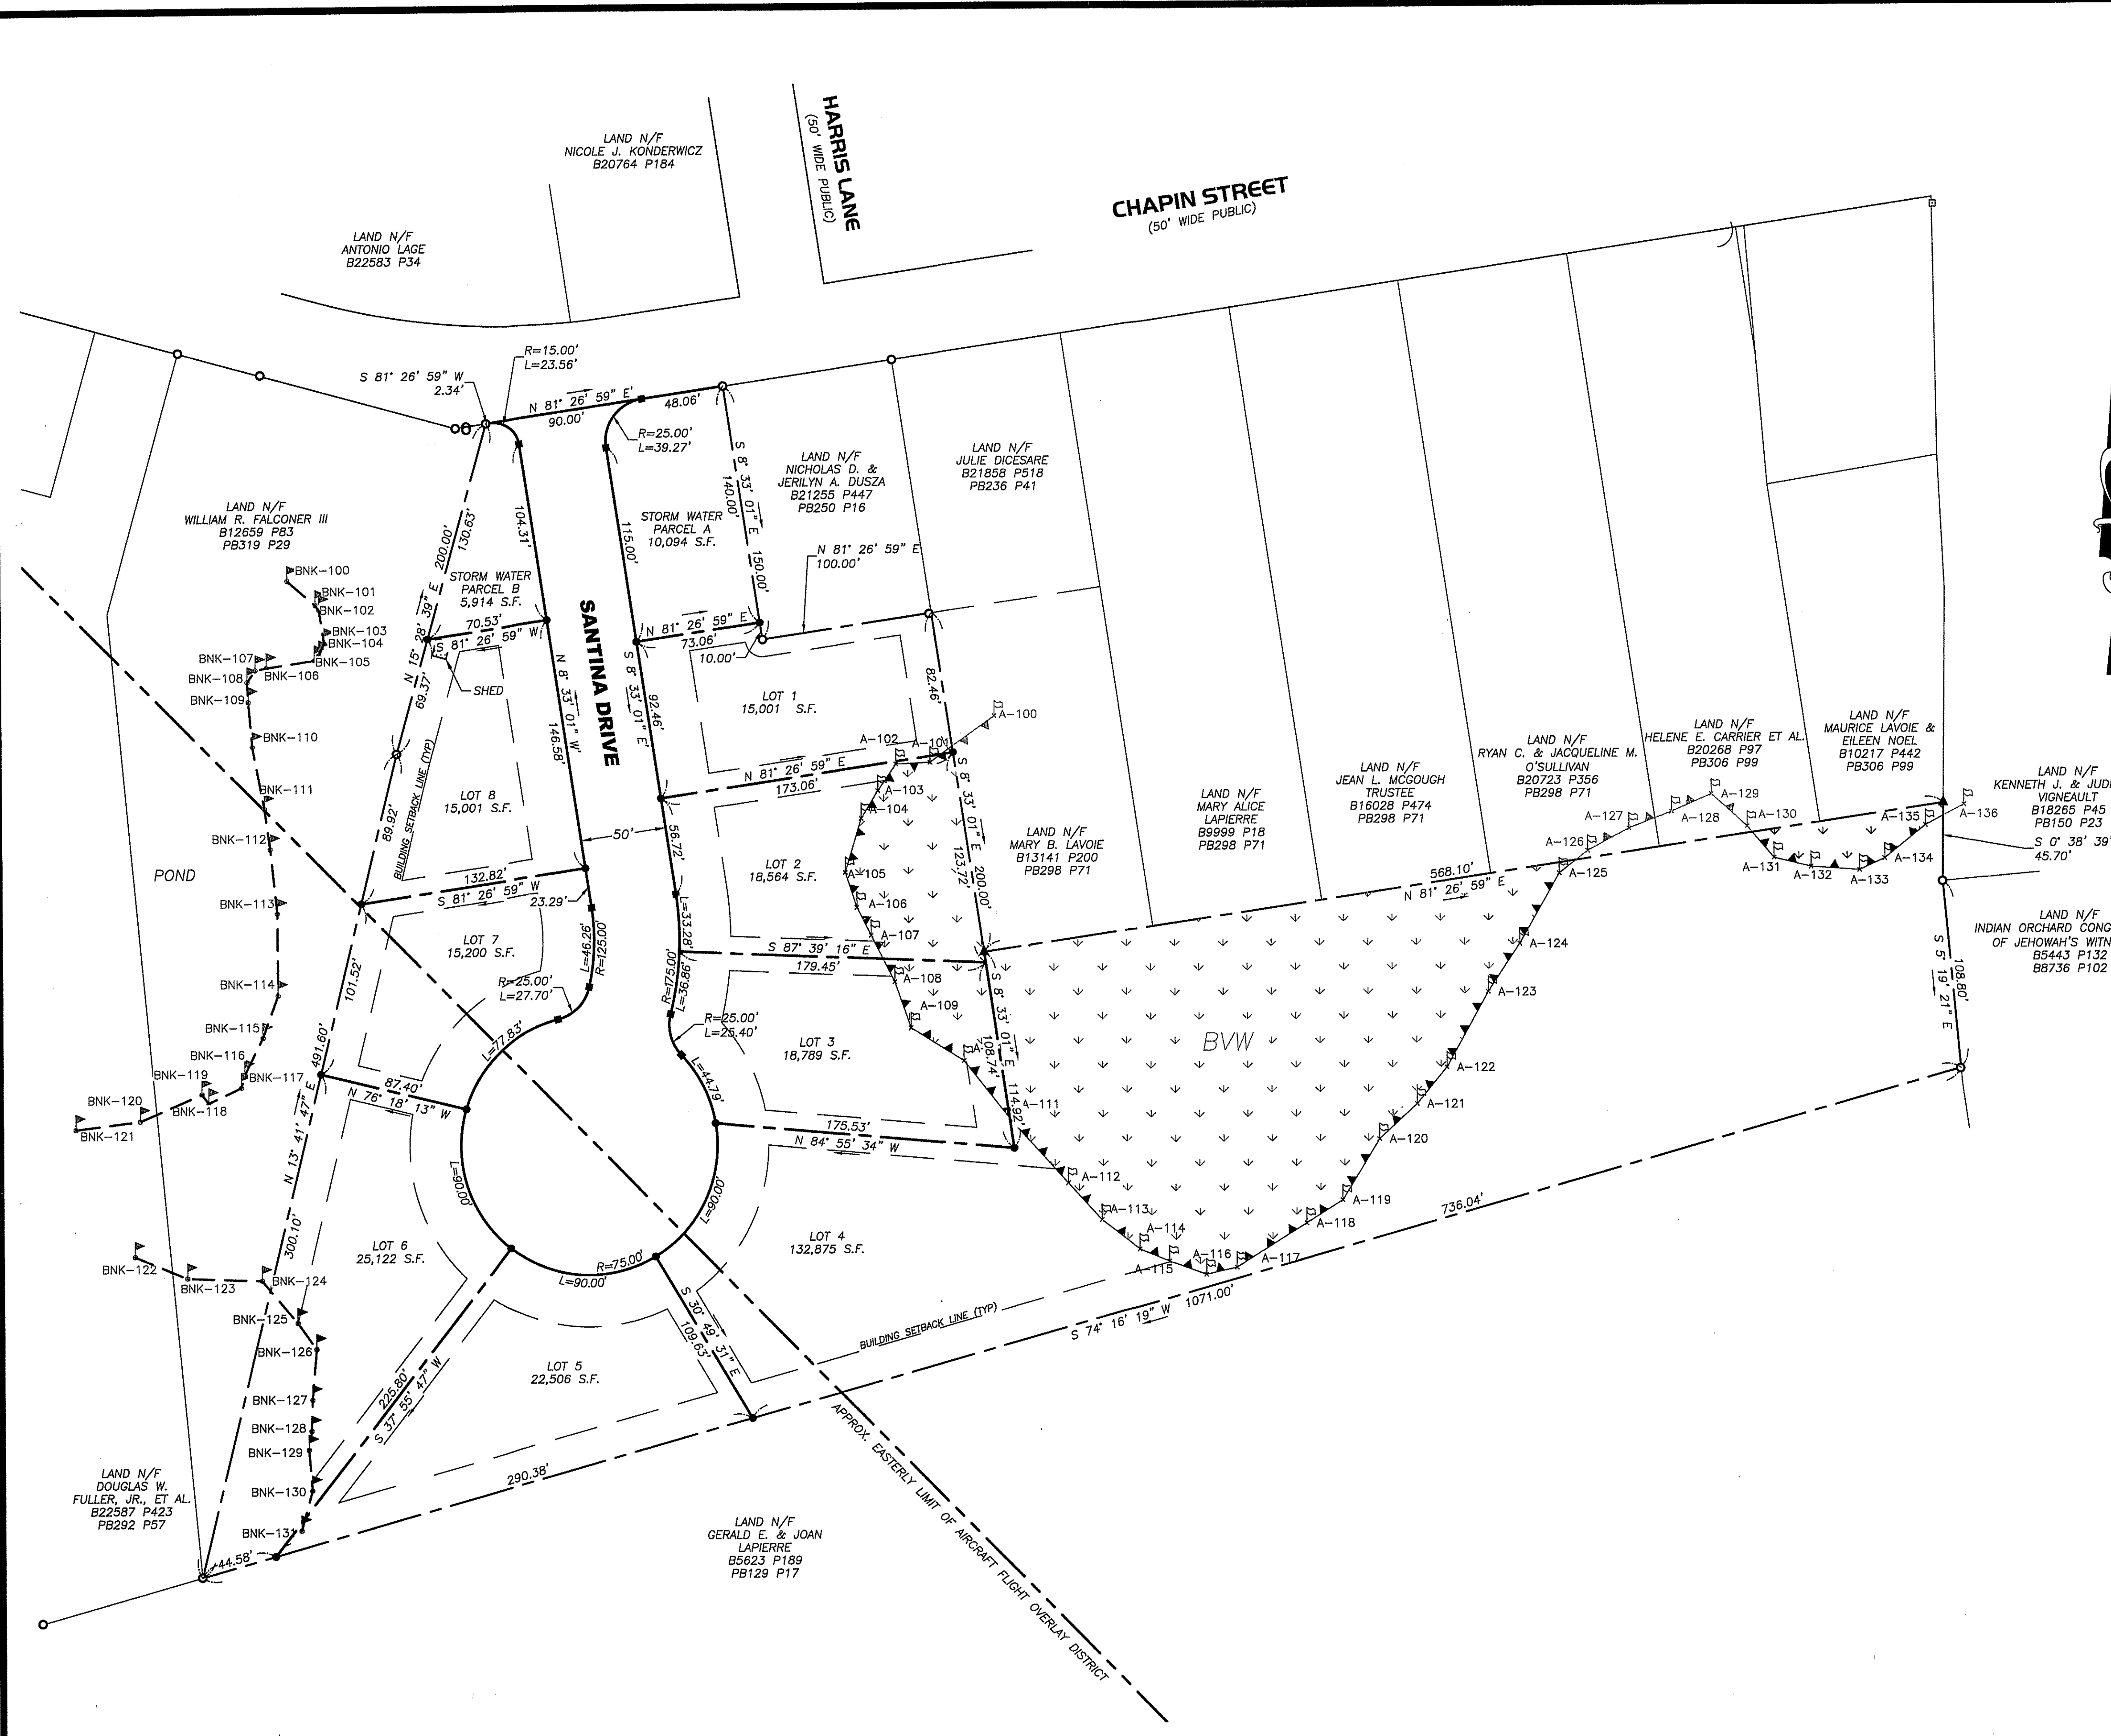 HARRIS LANE
(50' WIDE PUBLIC)
CHAPIN STREET
(50' WIDE PUBLIC)
LAND N/F
NICOLE J. KONDERWICZ
B20764 P184
LAND N/F
ANTONIO LAGE
B22583 P34
R=15.00'
L=23.56'
S 81° 26' 59" W
2.34'
N 81° 26' 59" E
90.00'
48.06'
R=25.00'
L=39.27'
S 8° 33' 01" E
140.00'
150.00'
LAND N/F
NICHOLAS D. &
JERILYN A. DUSZA
B21255 P447
PB250 P16
LAND N/F
JULIE DICESARE
B21858 P518
PB236 P41
LAND N/F
WILLIAM R. FALCONER III
B12659 P83
PB319 P29
200.00'
130.63'
N 15° 28' 39" E
69.37'
89.92'
104.31'
115.00'
STORM WATER
PARCEL A
10,094 S.F.
N 81° 26' 59" E
100.00'
STORM WATER
PARCEL B
5,914 S.F.
70.53'
S 81° 26' 59" W
N 81° 26' 59" E
73.06'
10.00'
SHED
SANTINA DRIVE
N 8° 33' 01" W
146.58'
S 8° 33' 01" E
92.46'
82.46'
LOT 1
15,001 S.F.
N 81° 26' 59" E
173.06'
BNK-100
BNK-101
BNK-102
BNK-103
BNK-104
BNK-105
BNK-106
BNK-107
BNK-108
BNK-109
BNK-110
BNK-111
BNK-112
BNK-113
BNK-114
BNK-115
BNK-116
BNK-117
BNK-118
BNK-119
BNK-120
BNK-121
BNK-122
BNK-123
BNK-124
BNK-125
BNK-126
BNK-127
BNK-128
BNK-129
BNK-130
BNK-131
POND
BUILDING SETBACK LINE (TYP)
LOT 8
15,001 S.F.
50'
56.72'
132.82'
S 81° 26' 59" W
23.29'
LOT 2
18,564 S.F.
S 8° 33' 01" E
123.72'
200.00'
LOT 7
15,200 S.F.
L=46.26'
R=125.00'
L=33.28'
R=175.00'
L=36.86'
S 87° 39' 16" E
179.45'
R=25.00'
L=27.70'
R=25.00'
L=25.40'
L=77.83'
L=44.79'
LOT 3
18,789 S.F.
S 8° 33' 01" E
108.74'
114.92'
101.52'
491.60'
N 13° 41' 47" E
300.10'
87.40'
N 76° 18' 13" W
175.53'
N 84° 55' 34" W
L=90.00'
L=90.00'
L=90.00'
R=75.00'
LOT 4
132,875 S.F.
LOT 6
25,122 S.F.
LOT 5
22,506 S.F.
225.80'
S 37° 55' 47" W
S 30° 49' 31" E
109.63'
290.38'
44.58'
BUILDING SETBACK LINE (TYP)
S 74° 16' 19" W
1071.00'
736.04'
APPROX. EASTERLY LIMIT OF AIRCRAFT FLIGHT OVERLAY DISTRICT
LAND N/F
DOUGLAS W.
FULLER, JR., ET AL.
B22587 P423
PB292 P57
LAND N/F
GERALD E. & JOAN
LAPIERRE
B5623 P189
PB129 P17
A-100
A-101
A-102
A-103
A-104
A-105
A-106
A-107
A-108
A-109
A-111
A-112
A-113
A-114
A-115
A-116
A-117
A-118
A-119
A-120
A-121
A-122
A-123
A-124
A-125
A-126
A-127
A-128
A-129
A-130
A-131
A-132
A-133
A-134
A-135
A-136
BVW
568.10'
N 81° 26' 59" E
LAND N/F
MARY B. LAVOIE
B13141 P200
PB298 P71
LAND N/F
MARY ALICE
LAPIERRE
B9999 P18
PB298 P71
LAND N/F
JEAN L. MCGOUGH
TRUSTEE
B16028 P474
PB298 P71
LAND N/F
RYAN C. & JACQUELINE M.
O'SULLIVAN
B20723 P356
PB298 P71
LAND N/F
HELENE E. CARRIER ET AL.
B20268 P97
PB306 P99
LAND N/F
MAURICE LAVOIE &
EILEEN NOEL
B10217 P442
PB306 P99
LAND N/F
KENNETH J. &
VIGNEAULT
B18265 P45
PB150 P23
S 0° 38' 39"
45.70'
LAND N/F
INDIAN ORCHARD
OF JEHOWAH'S
B5443 P132
B8736 P102
108.80'
S 5° 19' 21" E